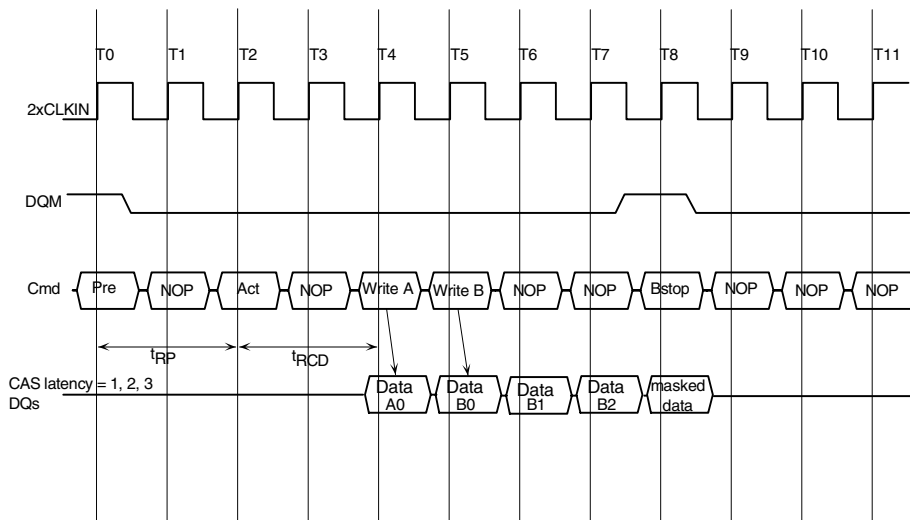 T0 T1 T2 T3 T4 T5 T6 T7 T8 T9 T10 T11
2xCLKIN
DQM
Cmd Pre NOP Act NOP Write A Write B NOP NOP Bstop NOP NOP NOP
tRP tRCD
CAS latency = 1, 2, 3
DQs
Data A0
Data B0
Data B1
Data B2
masked data